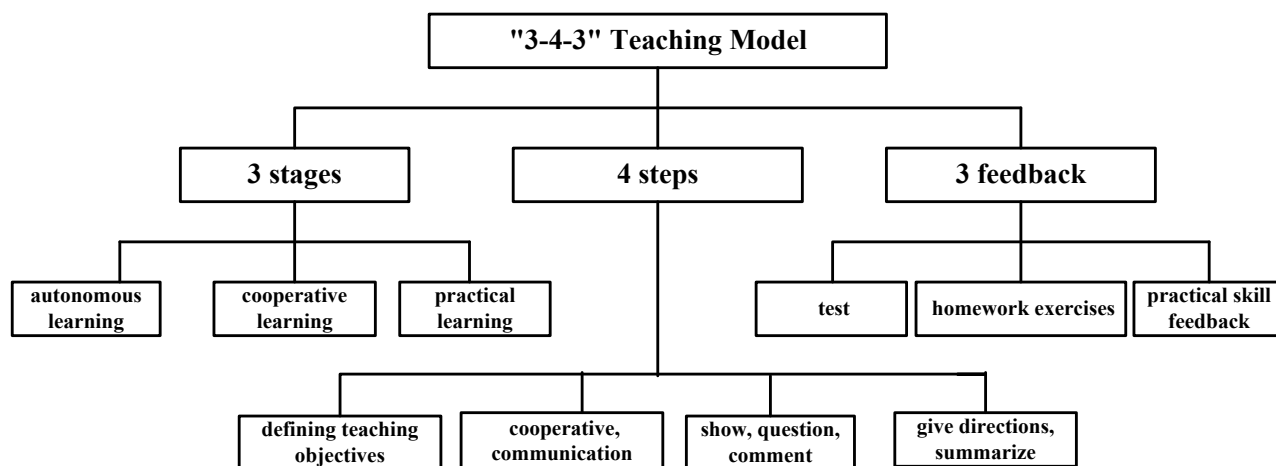 "3-4-3" Teaching Model
3 stages
4 steps
3 feedback
autonomous
learning
cooperative
learning
practical
learning
test
homework exercises
practical skill
feedback
defining teaching
objectives
cooperative,
communication
show, question,
comment
give directions,
summarize